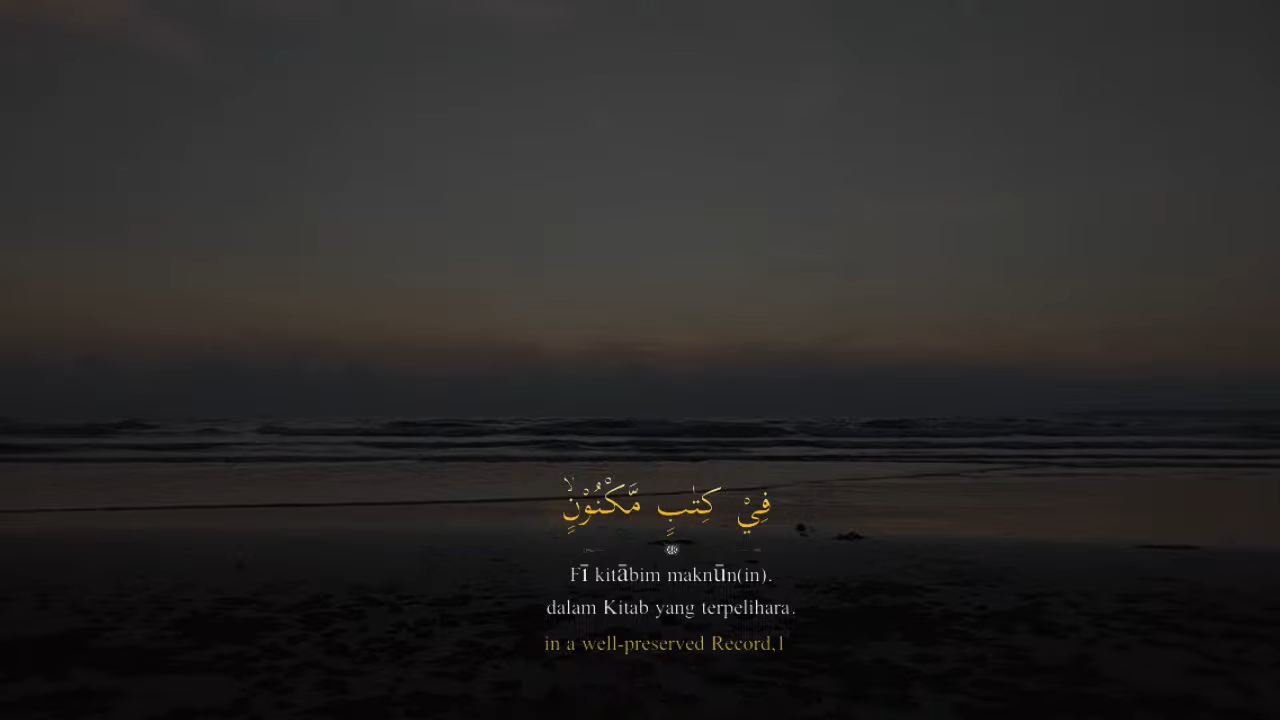 فِيْ كِتٰبٍ مَّكْنُوْنٍۙ
Fī kitābim maknūn(in).
dalam Kitab yang terpelihara.
in a well-preserved Record,1